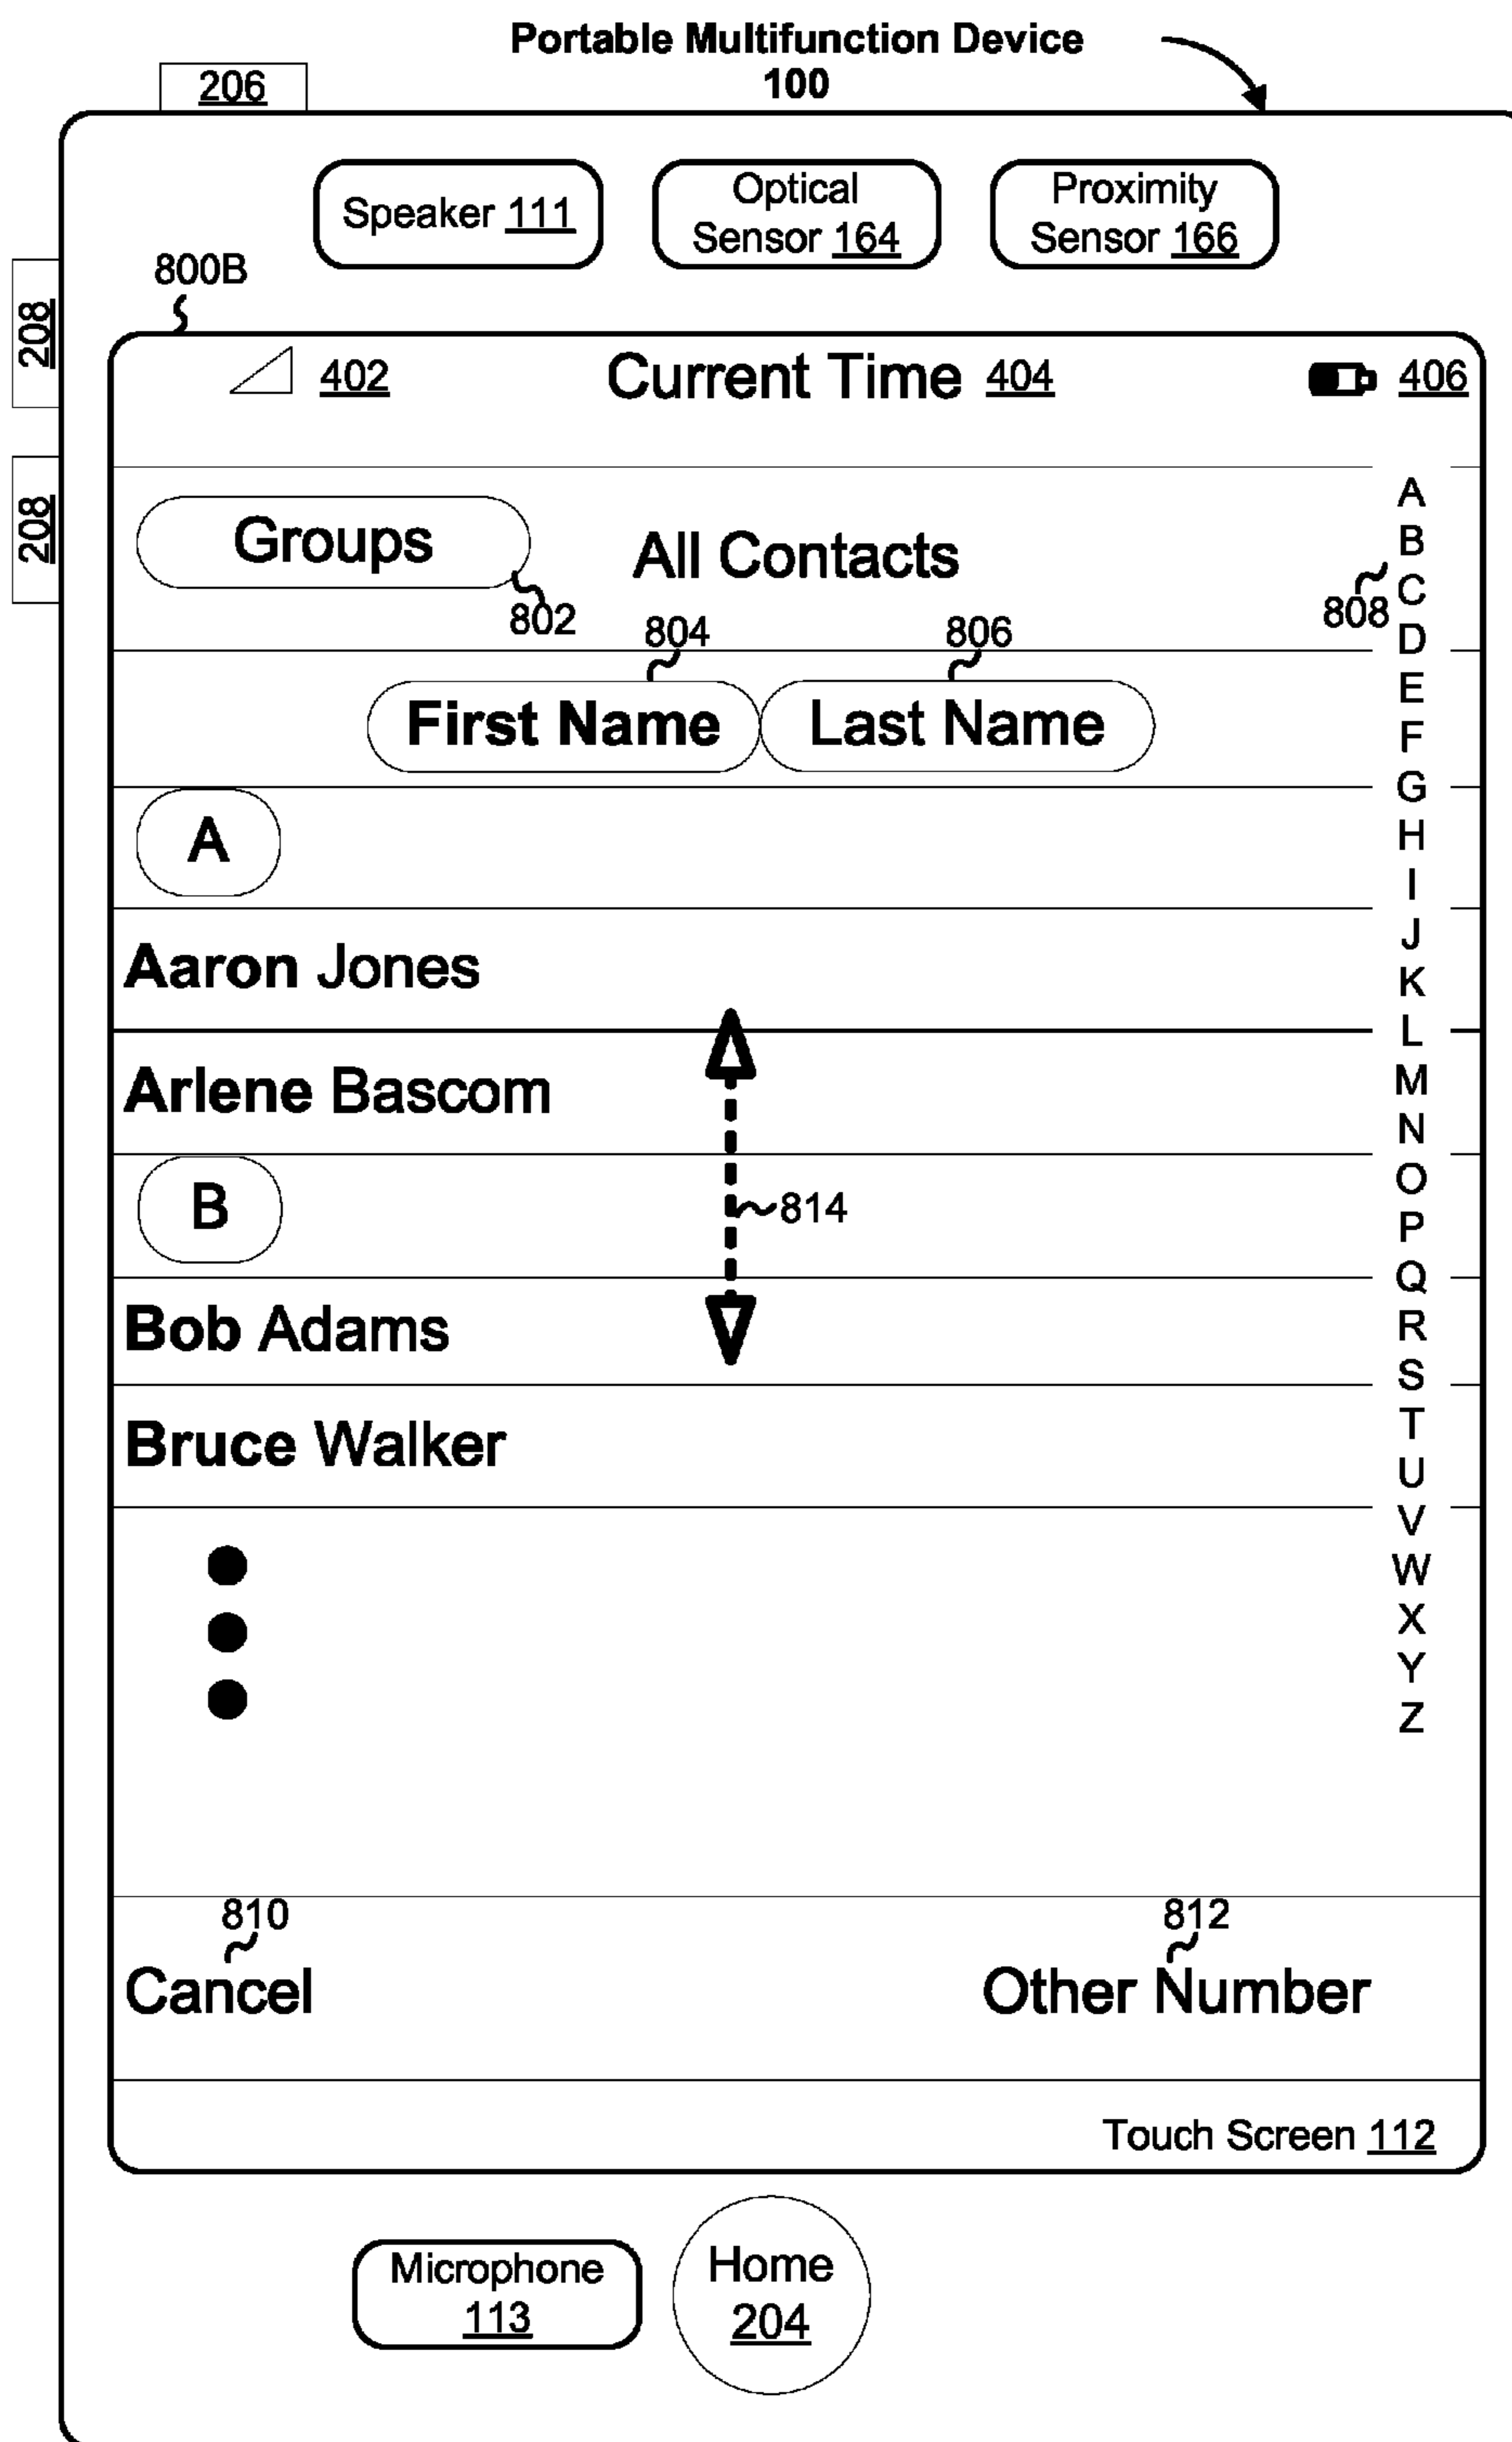 Portable Multifunction Device
100
206
Speaker 111
Optical
Sensor 164
Proximity
Sensor 166
800B
208
208
402
Current Time 404
406
Groups
All Contacts
802
804
806
808
First Name
Last Name
A
Aaron Jones
Arlene Bascom
B
814
Bob Adams
Bruce Walker
A
B
C
D
E
F
G
H
I
J
K
L
M
N
O
P
Q
R
S
T
U
V
W
X
Y
Z
810
812
Cancel
Other Number
Touch Screen 112
Microphone
113
Home
204